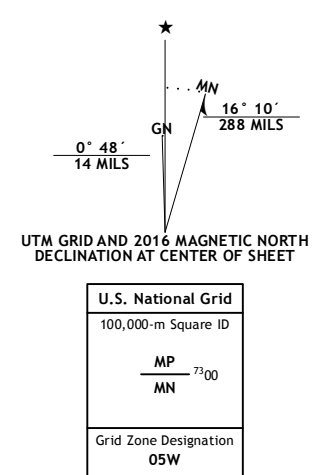 MN
GN
16° 10´
288 MILS
0° 48´
14 MILS
UTM GRID AND 2016 MAGNETIC NORTH
DECLINATION AT CENTER OF SHEET
U.S. National Grid
100,000-m Square ID
MP
7300
MN
Grid Zone Designation
05W